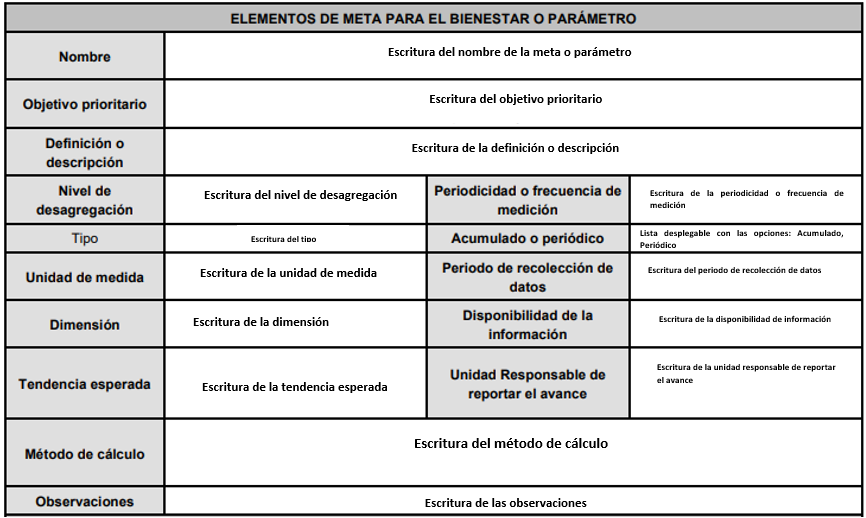 ELEMENTOS DE META PARA EL BIENESTAR O PARÁMETRO
Nombre
Escritura del nombre de la meta o parámetro
Objetivo prioritario
Escritura del objetivo prioritario
Definición o
descripción
Escritura de la definición o descripción
Nivel de
desagregación
Escritura del nivel de desagregación
Periodicidad o frecuencia de
medición
Escritura de la periodicidad o frecuencia de
medición
Tipo
Escritura del tipo
Acumulado o periódico
Lista desplegable con las opciones: Acumulado,
Periódico
Unidad de medida
Escritura de la unidad de medida
Periodo de recolección de
datos
Escritura del periodo de recolección de datos
Dimensión
Escritura de la dimensión
Disponibilidad de la
información
Escritura de la disponibilidad de información
Tendencia esperada
Escritura de la tendencia esperada
Unidad Responsable de
reportar el avance
Escritura de la unidad responsable de reportar
el avance
Método de cálculo
Escritura del método de cálculo
Observaciones
Escritura de las observaciones